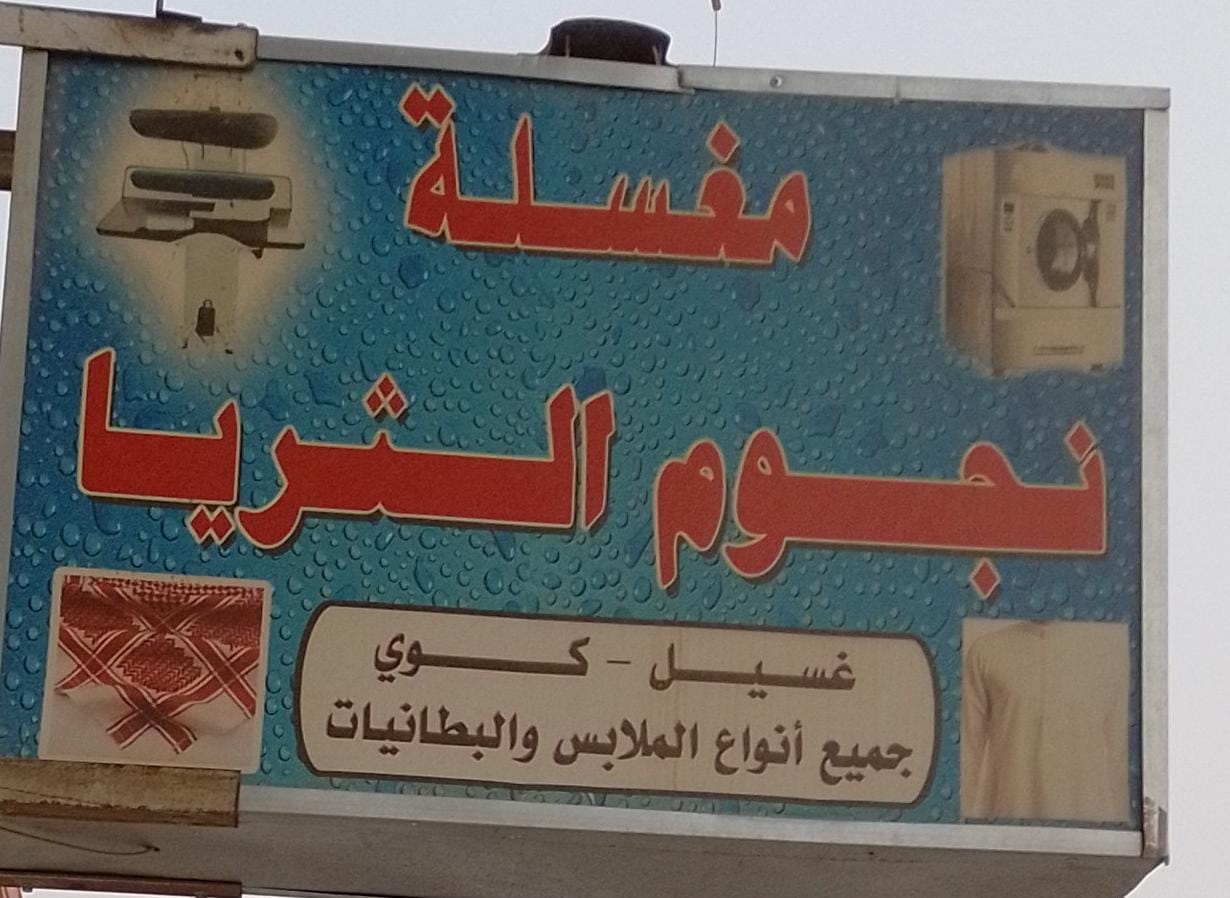 مغسلة
نجوم الثريا
غسيل - كوي
جميع أنواع الملابس والبطانيات